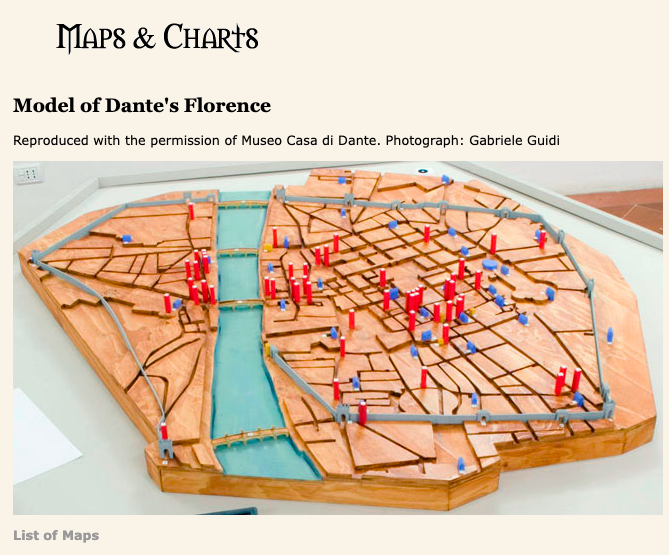 Maps & Charts
Model of Dante's Florence
Reproduced with the permission of Museo Casa di Dante. Photograph: Gabriele Guidi
List of Maps